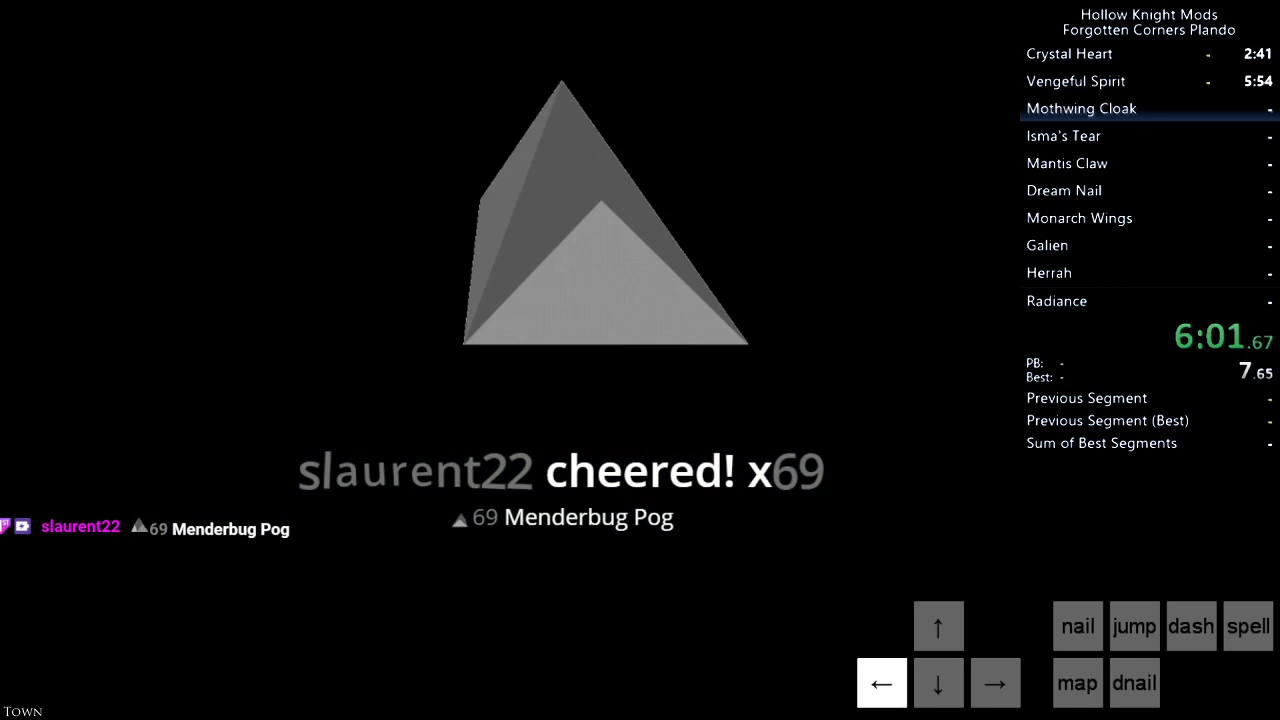 Hollow Knight Mods
Forgotten Corners Plando
Crystal Heart - 2:41
Vengeful Spirit - 5:54
Mothwing Cloak -
Isma's Tear -
Mantis Claw -
Dream Nail -
Monarch Wings -
Galien -
Herrah -
Radiance -
6:01.67
PB: -
Best: -
7.65
Previous Segment -
Previous Segment (Best) -
Sum of Best Segments -
slaurent22 cheered! x69
69 Menderbug Pog
slaurent22 69 Menderbug Pog
↑ nail jump dash spell
← ↓ → map dnail
Town